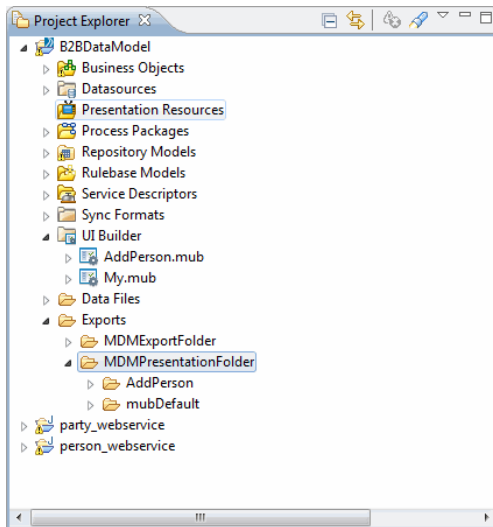 Project Explorer
B2BDataModel
Business Objects
Datasources
Presentation Resources
Process Packages
Repository Models
Rulebase Models
Service Descriptors
Sync Formats
UI Builder
AddPerson.mub
My.mub
Data Files
Exports
MDMExportFolder
MDMPresentationFolder
AddPerson
mubDefault
party_webservice
person_webservice